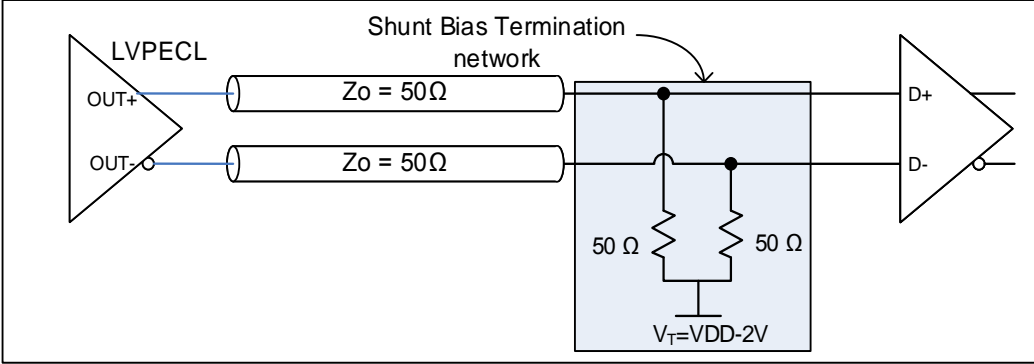 Shunt Bias Termination
network
LVPECL
OUT+
Zo = 50Ω
D+
OUT-
Zo = 50Ω
D-
50 Ω
50 Ω
VT=VDD-2V